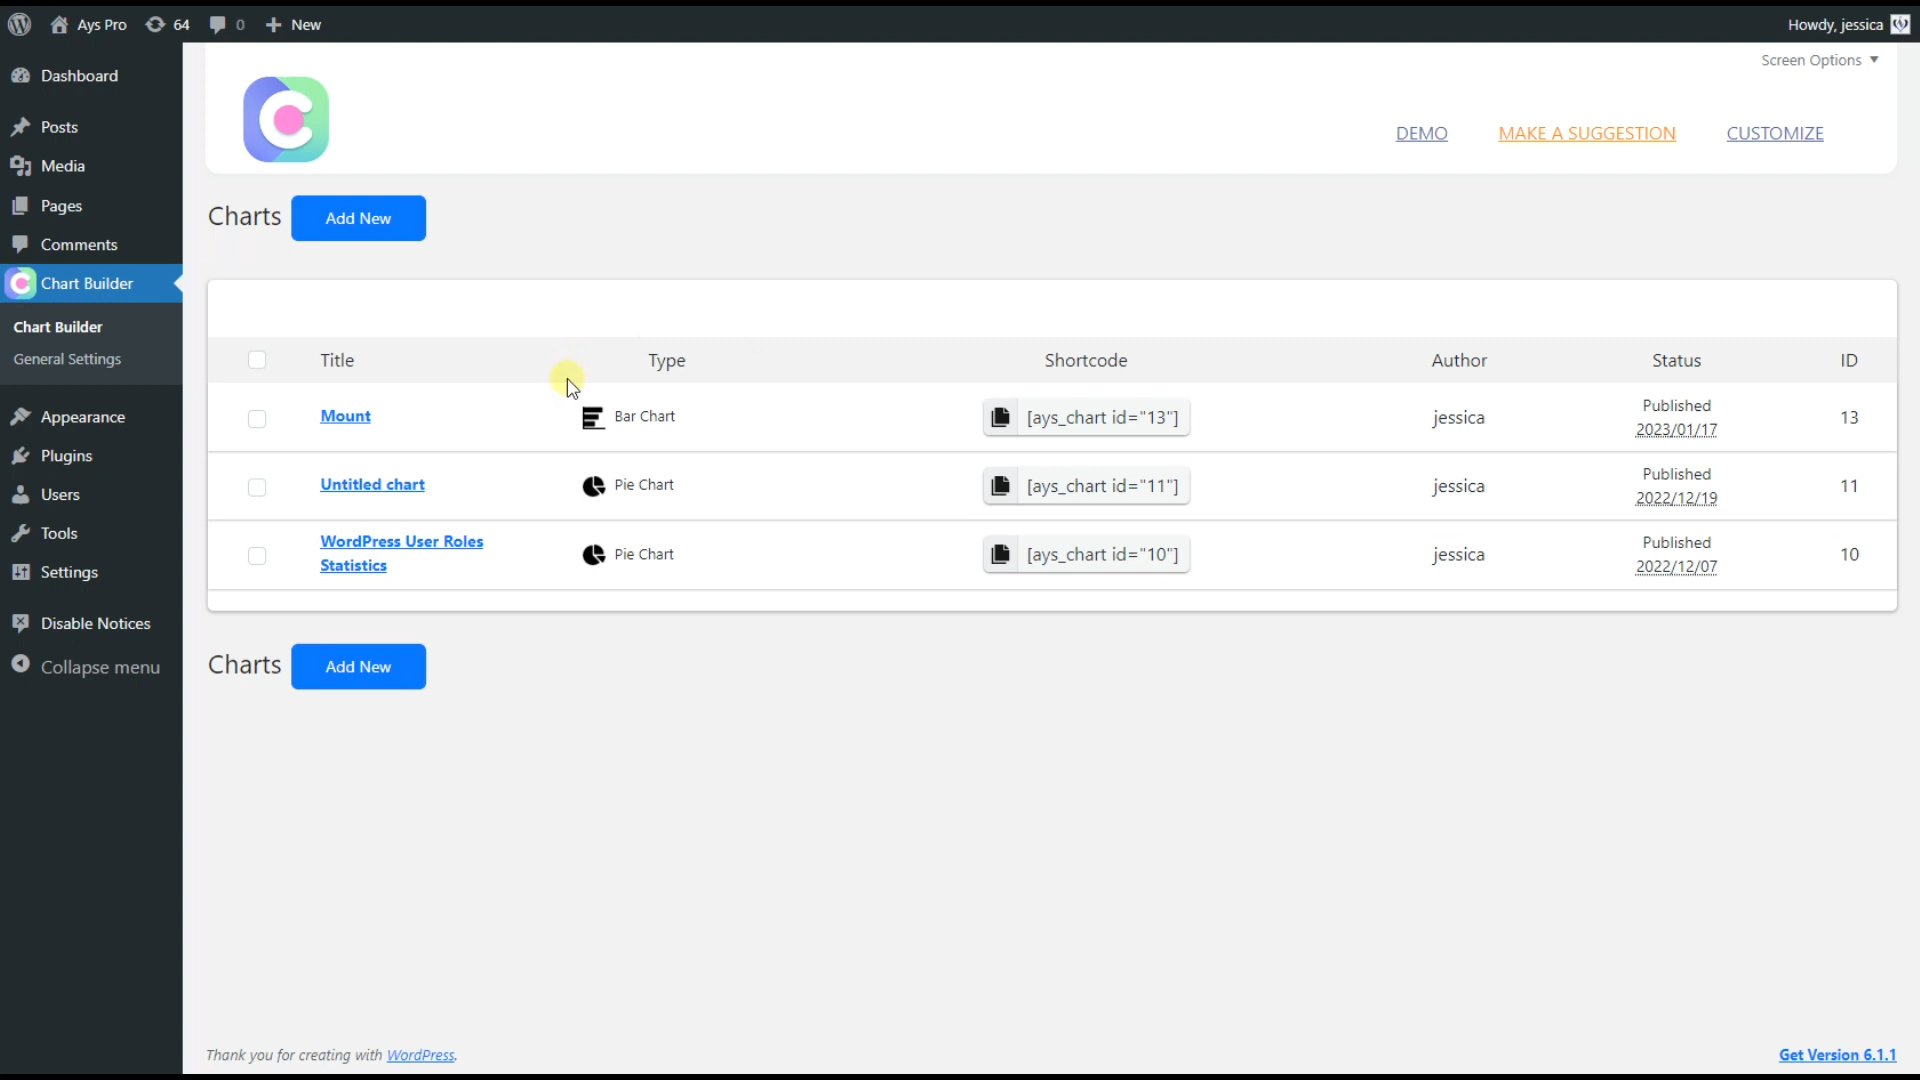 Ays Pro 64 0 New Howdy, jessica
Screen Options
Dashboard
Posts
Media
Pages
Comments
Chart Builder
Chart Builder
General Settings
Appearance
Plugins
Users
Tools
Settings
Disable Notices
Collapse menu
DEMO MAKE A SUGGESTION CUSTOMIZE
Charts Add New
Title Type Shortcode Author Status ID
Mount Bar Chart [ays_chart id="13"] jessica Published 2023/01/17 13
Untitled chart Pie Chart [ays_chart id="11"] jessica Published 2022/12/19 11
WordPress User Roles Statistics Pie Chart [ays_chart id="10"] jessica Published 2022/12/07 10
Charts Add New
Thank you for creating with WordPress. Get Version 6.1.1